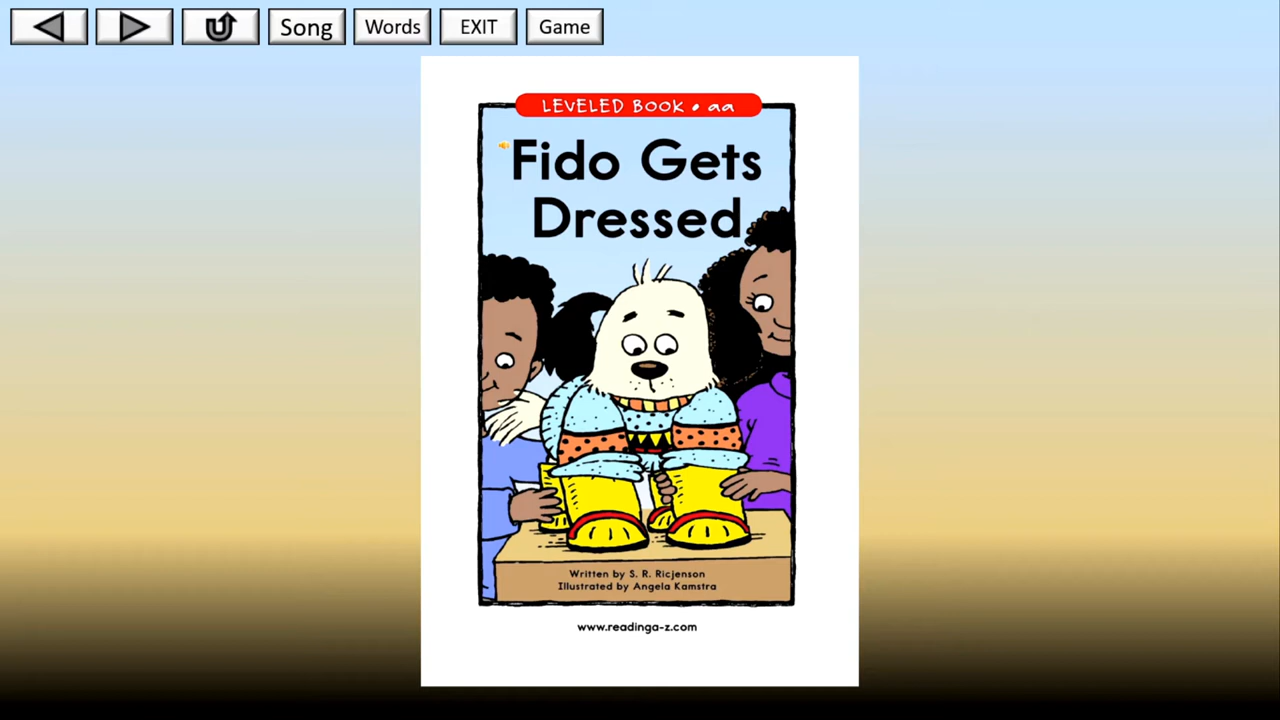 Song Words EXIT Game
LEVELED BOOK • aa
Fido Gets
Dressed
Written by S. R. Ricjenson
Illustrated by Angela Kamstra
www.readinga-z.com